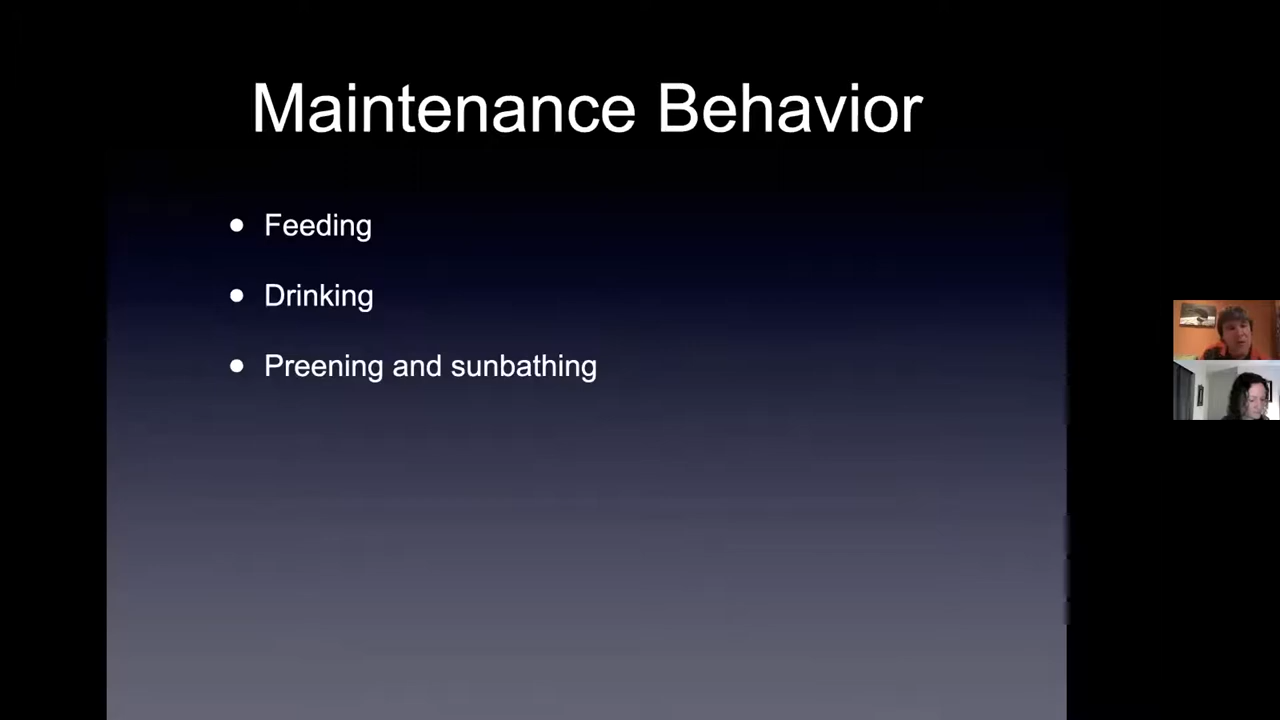 Maintenance Behavior
• Feeding
• Drinking
• Preening and sunbathing